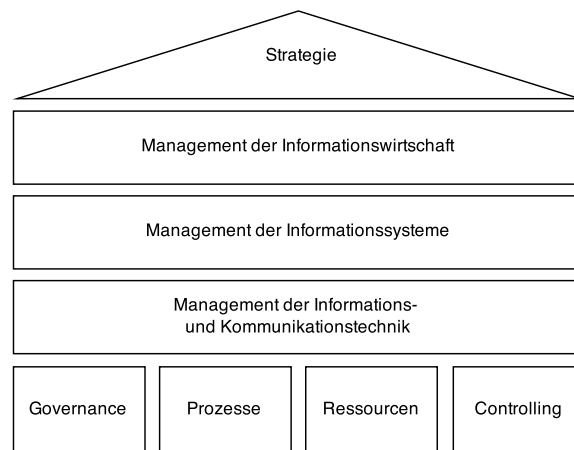 Strategie
Management der Informationswirtschaft
Management der Informationssysteme
Management der Informations-
und Kommunikationstechnik
Governance Prozesse Ressourcen Controlling